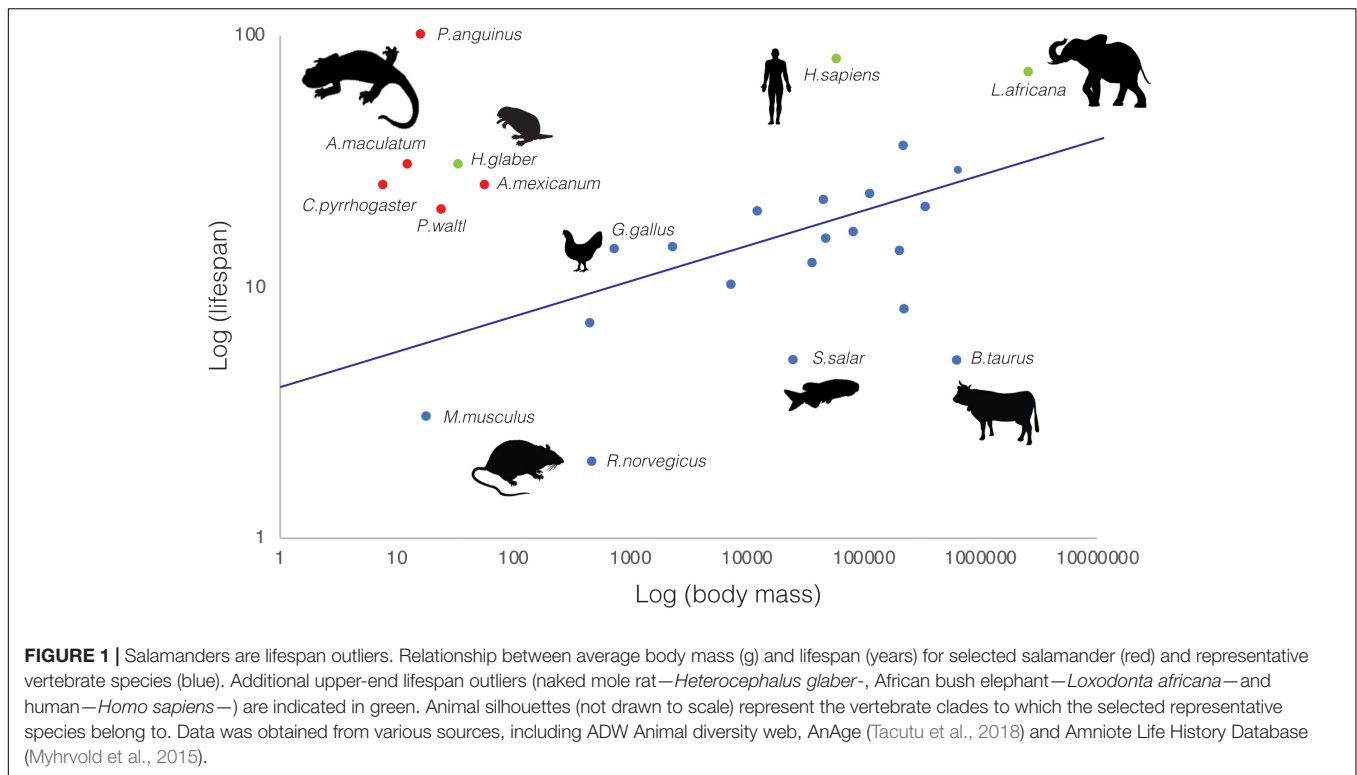 100
P.anguinus
H.sapiens
L.africana
A.maculatum
H.glaber
C.pyrrhogaster
A.mexicanum
P.waltl
G.gallus
Log (lifespan)
10
S.salar
B.taurus
M.musculus
R.norvegicus
1
1 10 100 1000 10000 100000 1000000 10000000
Log (body mass)
FIGURE 1 | Salamanders are lifespan outliers. Relationship between average body mass (g) and lifespan (years) for selected salamander (red) and representative
vertebrate species (blue). Additional upper-end lifespan outliers (naked mole rat—Heterocephalus glaber-, African bush elephant—Loxodonta africana—and
human—Homo sapiens—) are indicated in green. Animal silhouettes (not drawn to scale) represent the vertebrate clades to which the selected representative
species belong to. Data was obtained from various sources, including ADW Animal diversity web, AnAge (Tacutu et al., 2018) and Amniote Life History Database
(Myhrvold et al., 2015).